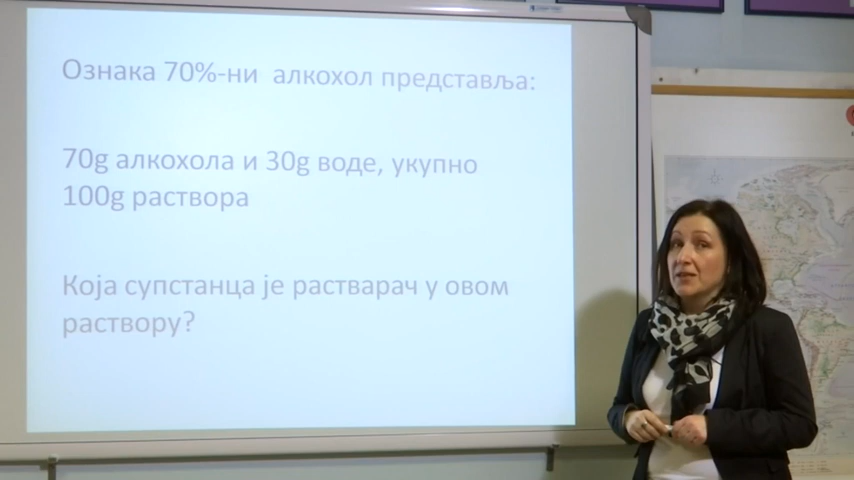 Ознака 70%-ни алкохол представља:
70g алкохола и 30g воде, укупно
100g раствора
Која супстанца је растварач у овом
раствору?